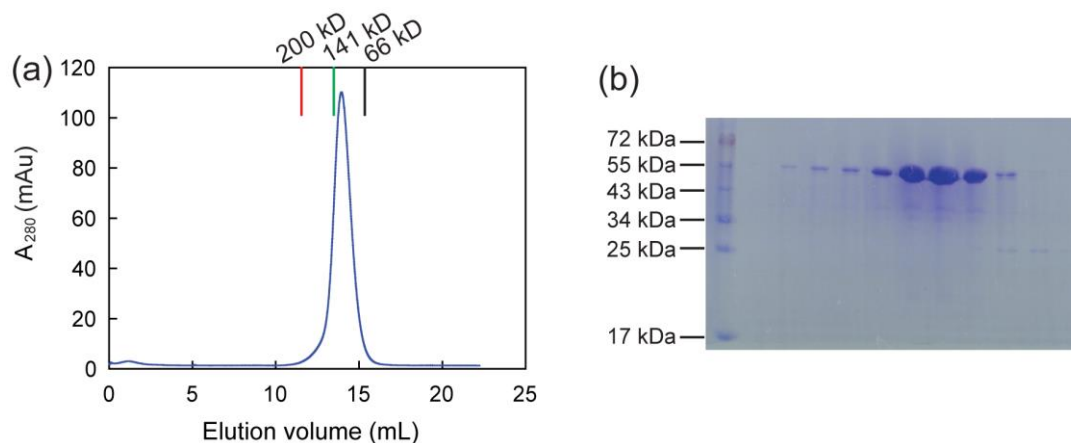 (a)
200 kD
141 kD
66 kD
120
100
80
60
40
20
0
A280 (mAu)
0 5 10 15 20 25
Elution volume (mL)
(b)
72 kDa
55 kDa
43 kDa
34 kDa
25 kDa
17 kDa